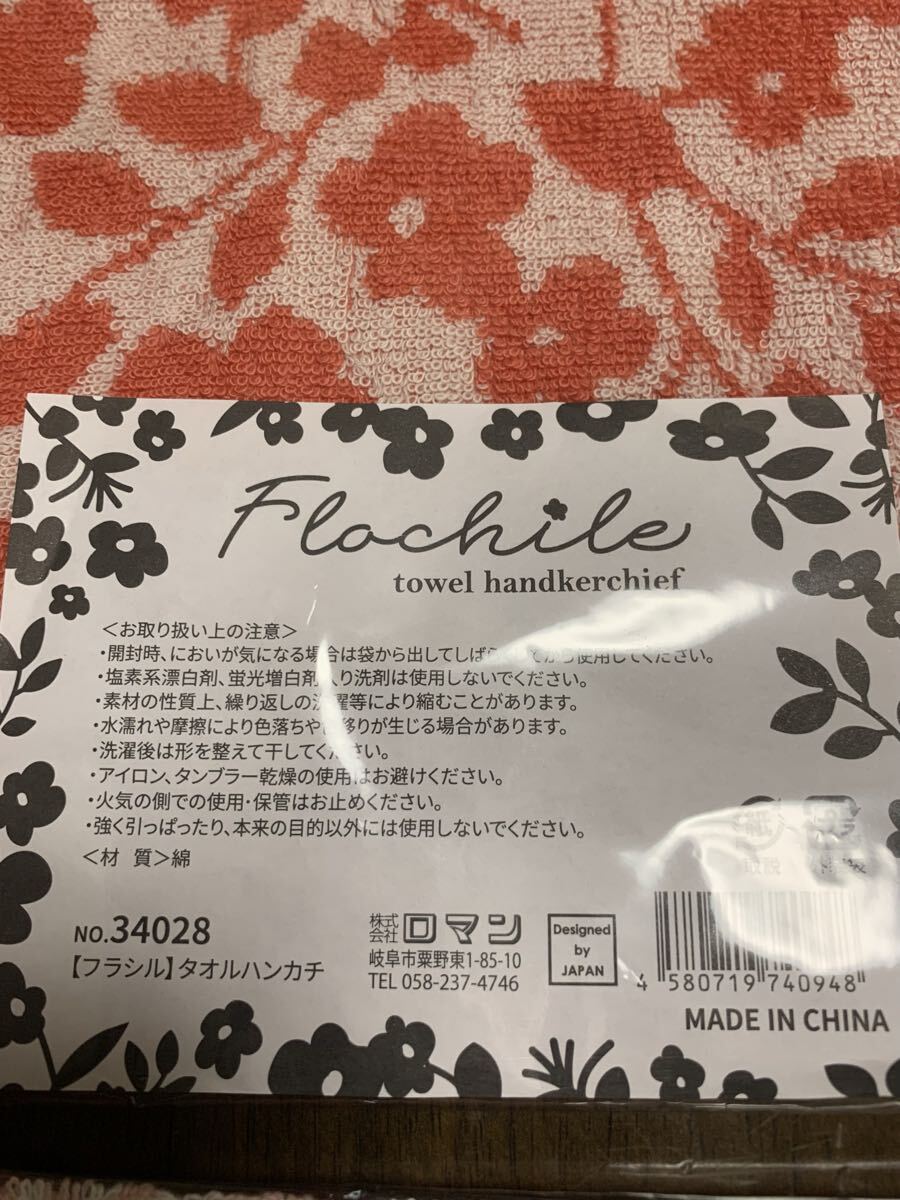 Flochile
towel handkerchief
＜お取り扱い上の注意＞
・開封時、においが気になる場合は袋から出してしばらくしてから使用してください。
・塩素系漂白剤、蛍光増白剤入り洗剤は使用しないでください。
・素材の性質上、繰り返しの洗濯等により縮むことがあります。
・水濡れや摩擦により色落ちや色移りが生じる場合があります。
・洗濯後は形を整えて干してください。
・アイロン、タンブラー乾燥の使用はお避けください。
・火気の側での使用・保管はお止めください。
・強く引っぱったり、本来の目的以外には使用しないでください。
＜材 質＞綿
紙
取説
外袋
NO.34028
【フラシル】タオルハンカチ
株式会社ロマン
岐阜市粟野東1-85-10
TEL 058-237-4746
Designed
by
JAPAN
4 580719 740948
MADE IN CHINA